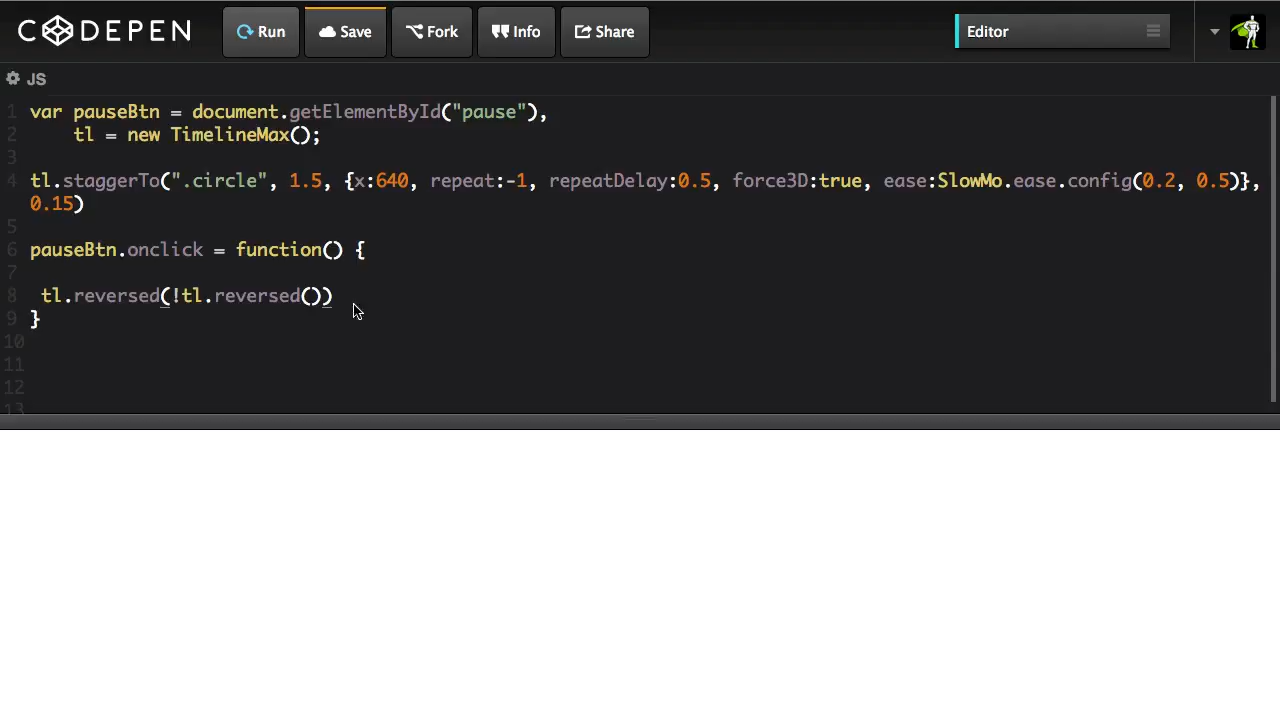 CODEPEN Run Save Fork Info Share Editor
JS
1 var pauseBtn = document.getElementById("pause"),
2 tl = new TimelineMax();
3
4 tl.staggerTo(".circle", 1.5, {x:640, repeat:-1, repeatDelay:0.5, force3D:true, ease:SlowMo.ease.config(0.2, 0.5)},
0.15)
5
6 pauseBtn.onclick = function() {
7
8 tl.reversed(!tl.reversed())
9 }
10
11
12
13